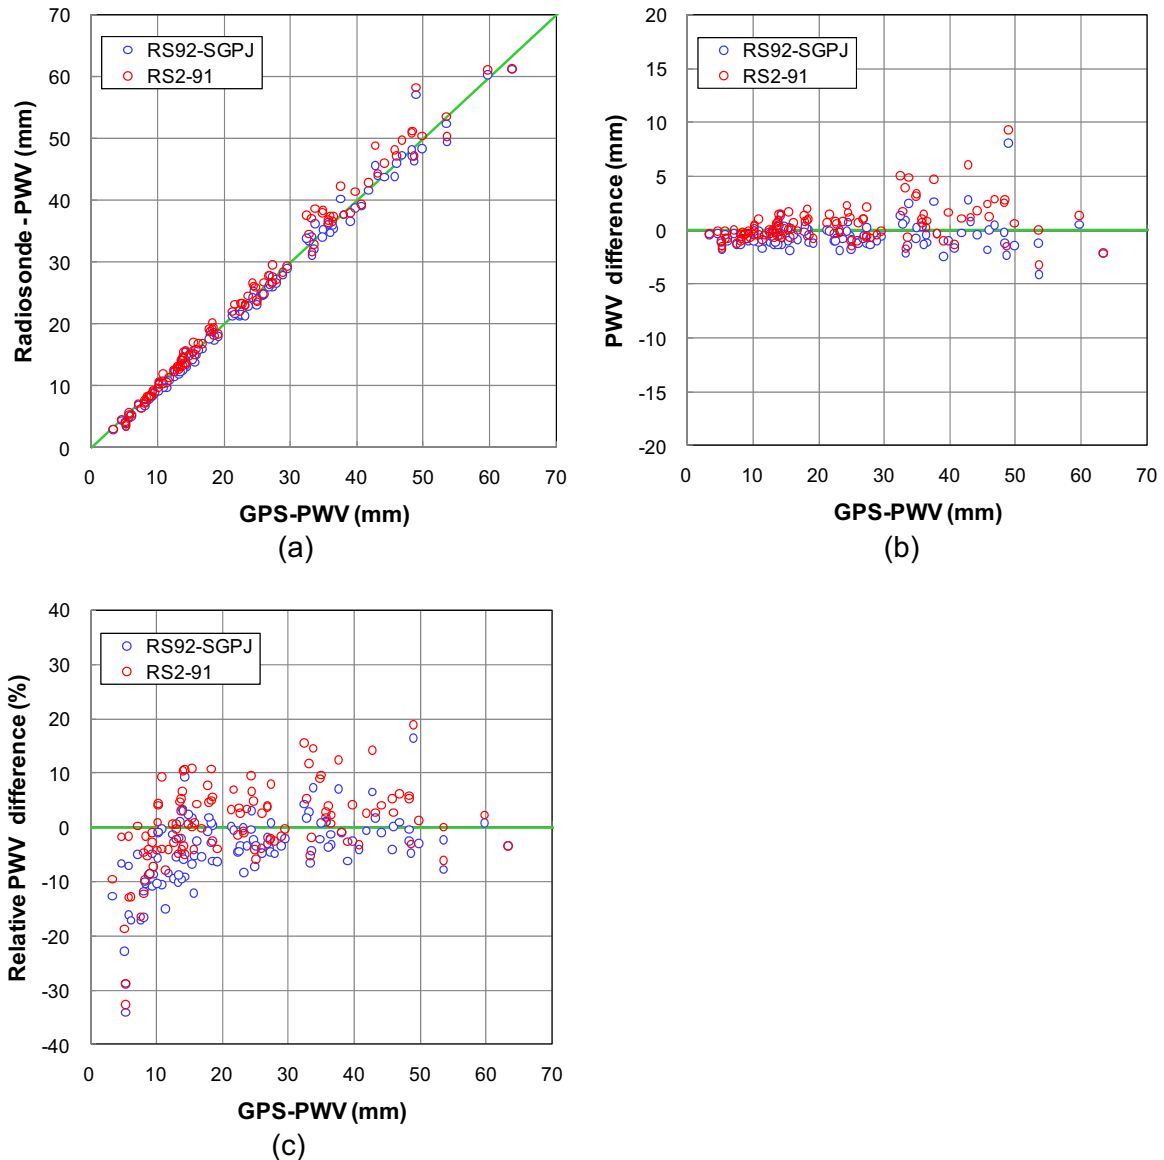 70
60
50
40
30
20
10
0
Radiosonde - PWV (mm)
RS92-SGPJ
RS2-91
0 10 20 30 40 50 60 70
GPS-PWV (mm)
(a)
20
15
10
5
0
-5
-10
-15
-20
PWV difference (mm)
RS92-SGPJ
RS2-91
0 10 20 30 40 50 60 70
GPS-PWV (mm)
(b)
40
30
20
10
0
-10
-20
-30
-40
Relative PWV difference (%)
RS92-SGPJ
RS2-91
0 10 20 30 40 50 60 70
GPS-PWV (mm)
(c)